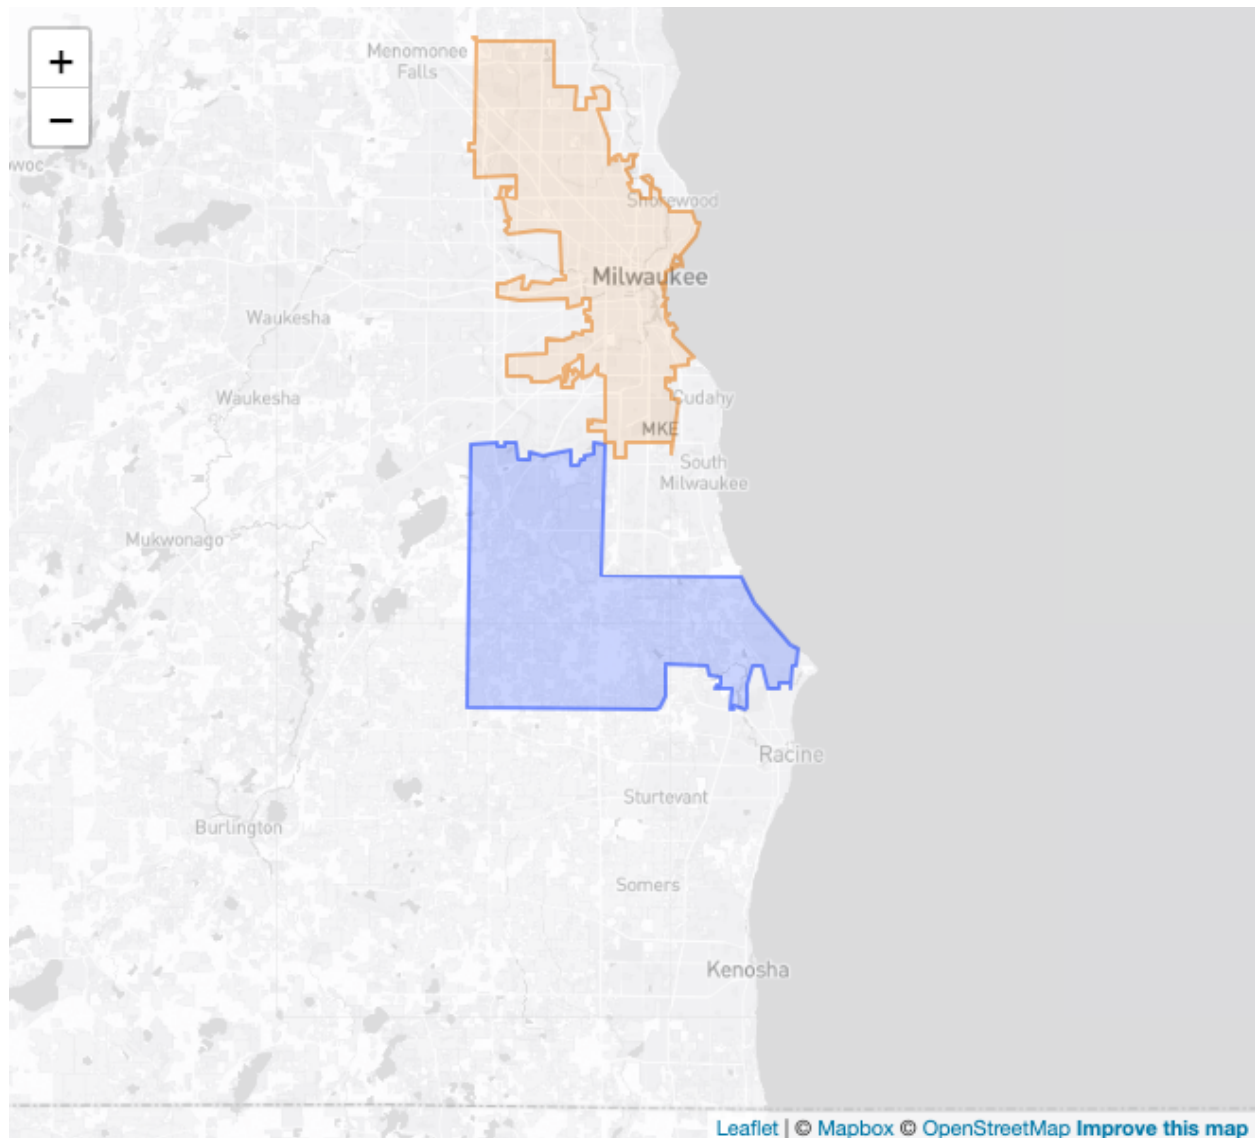 +
−
Menomonee
Falls
woc
Shorewood
Milwaukee
Waukesha
Waukesha
Cudahy
MKE
South
Milwaukee
Mukwonago
Racine
Sturtevant
Burlington
Somers
Kenosha
Leaflet | © Mapbox © OpenStreetMap Improve this map